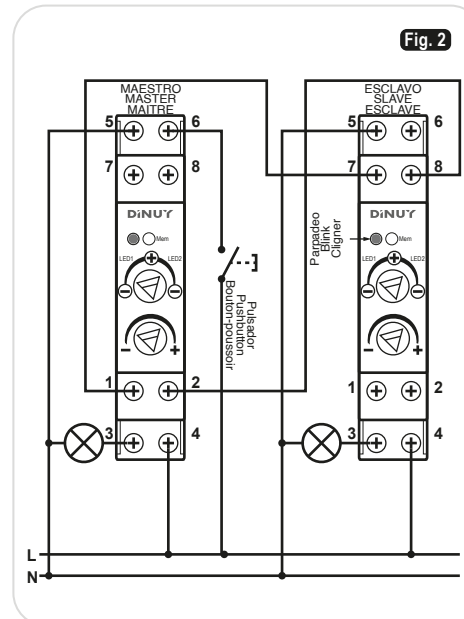 Fig. 2
MAESTRO
MASTER
MAITRE
5
6
7
8
DiNUY
Mem
LED1
LED2
1
2
3
4
Pulsador
Pushbutton
Bouton-poussoir
ESCLAVO
SLAVE
ESCLAVE
5
6
7
8
DiNUY
Mem
Parpadeo
Blink
Cligner
LED1
LED2
1
2
3
4
L
N